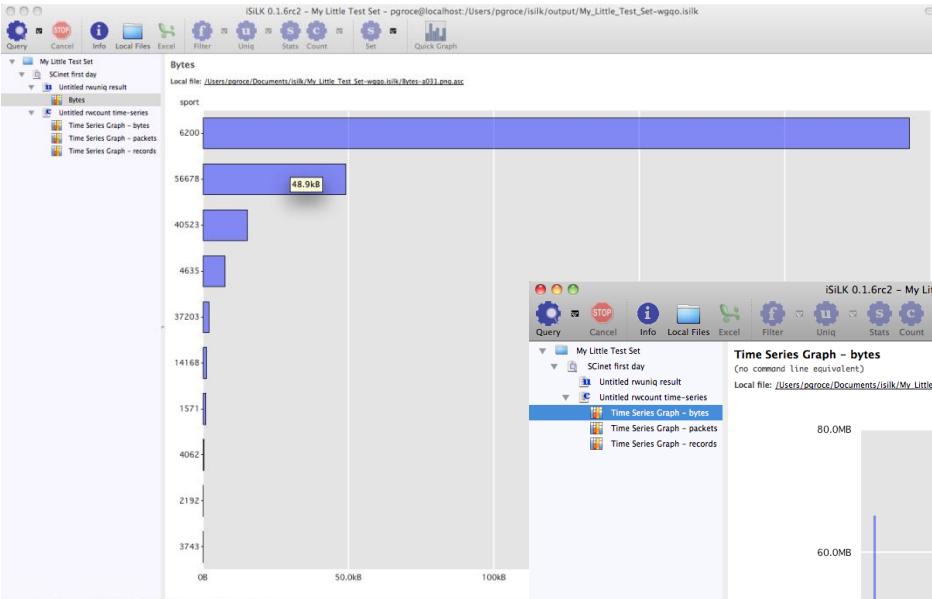 iSiLK 0.1.6rc2 – My Little Test Set – pgroce@localhost:/Users/pgroce/isilk/output/My_Little_Test_Set-wgqo.isilk
Query Cancel Info Local Files Excel Filter Uniq Stats Count Set Quick Graph
STOP
My Little Test Set
SCinet first day
Untitled rwuniq result
Bytes
Untitled rwcount time-series
Time Series Graph – bytes
Time Series Graph – packets
Time Series Graph – records
Bytes
Local file: /Users/pgroce/Documents/isilk/My_Little_Test_Set-wgqo.isilk/Bytes-a031.png.asc
sport
6200
56678
48.9kB
40523
4635
37203
14168
1571
4062
2192
3743
0B 50.0kB 100kB
iSiLK 0.1.6rc2 – My Lit
STOP
Query Cancel Info Local Files Excel Filter Uniq Stats Count
My Little Test Set
SCinet first day
Untitled rwuniq result
Untitled rwcount time-series
Time Series Graph – bytes
Time Series Graph – packets
Time Series Graph – records
Time Series Graph – bytes
(no command line equivalent)
Local file: /Users/pgroce/Documents/isilk/My_Little
80.0MB
60.0MB